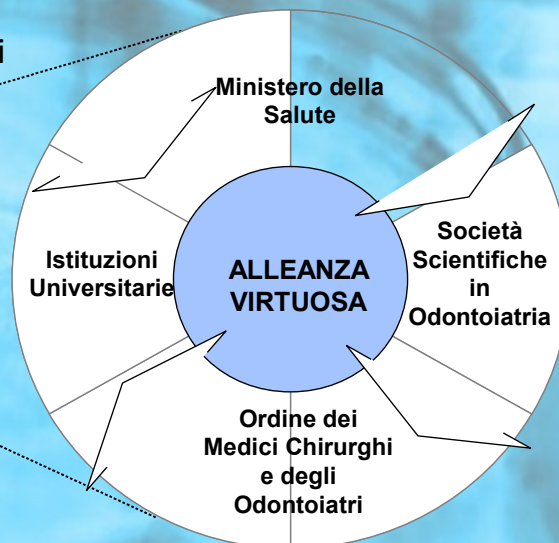 i
Ministero della
Salute
Società
Scientifiche
in
Odontoiatria
Istituzioni
Universitarie
ALLEANZA
VIRTUOSA
Ordine dei
Medici Chirurghi
e degli
Odontoiatri